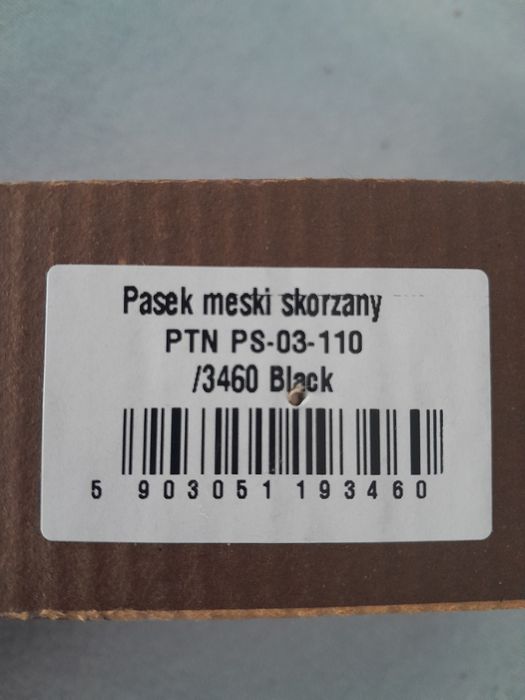 Pasek meski skorzany
PTN PS-03-110
/3460 Black
5 903051 193460